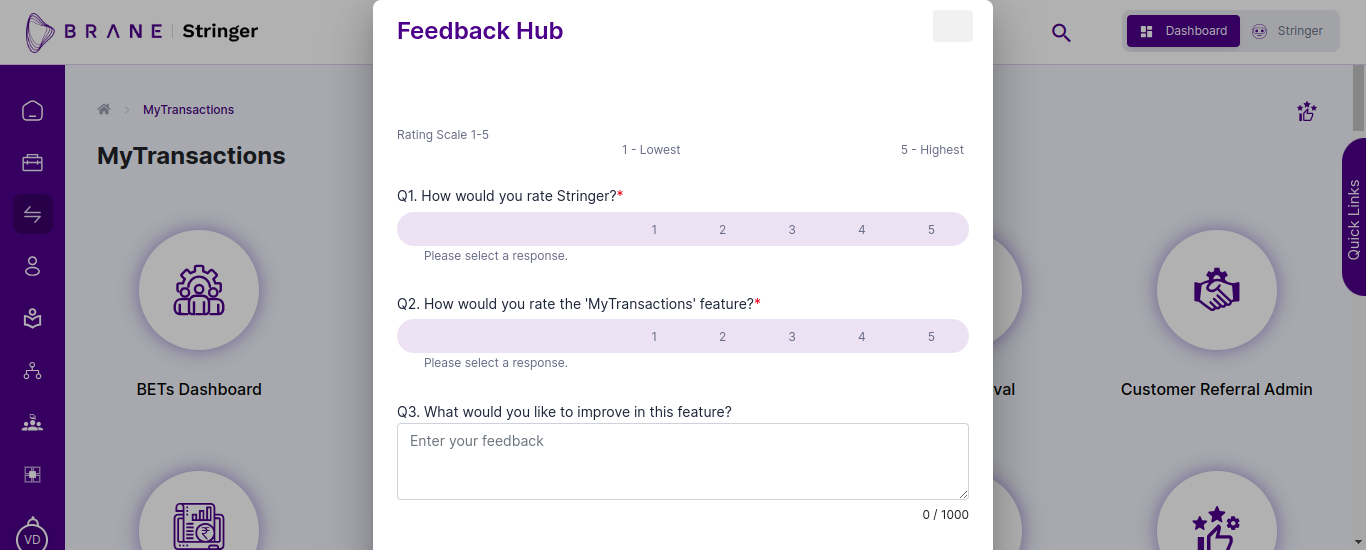 BRANE Stringer
Feedback Hub
Dashboard
Stringer
MyTransactions
MyTransactions
Rating Scale 1-5
1 - Lowest
5 - Highest
Q1. How would you rate Stringer?*
1 2 3 4 5
Please select a response.
Q2. How would you rate the 'MyTransactions' feature?*
1 2 3 4 5
Please select a response.
Q3. What would you like to improve in this feature?
Enter your feedback
0 / 1000
BETs Dashboard
val
Customer Referral Admin
Quick Links
VD